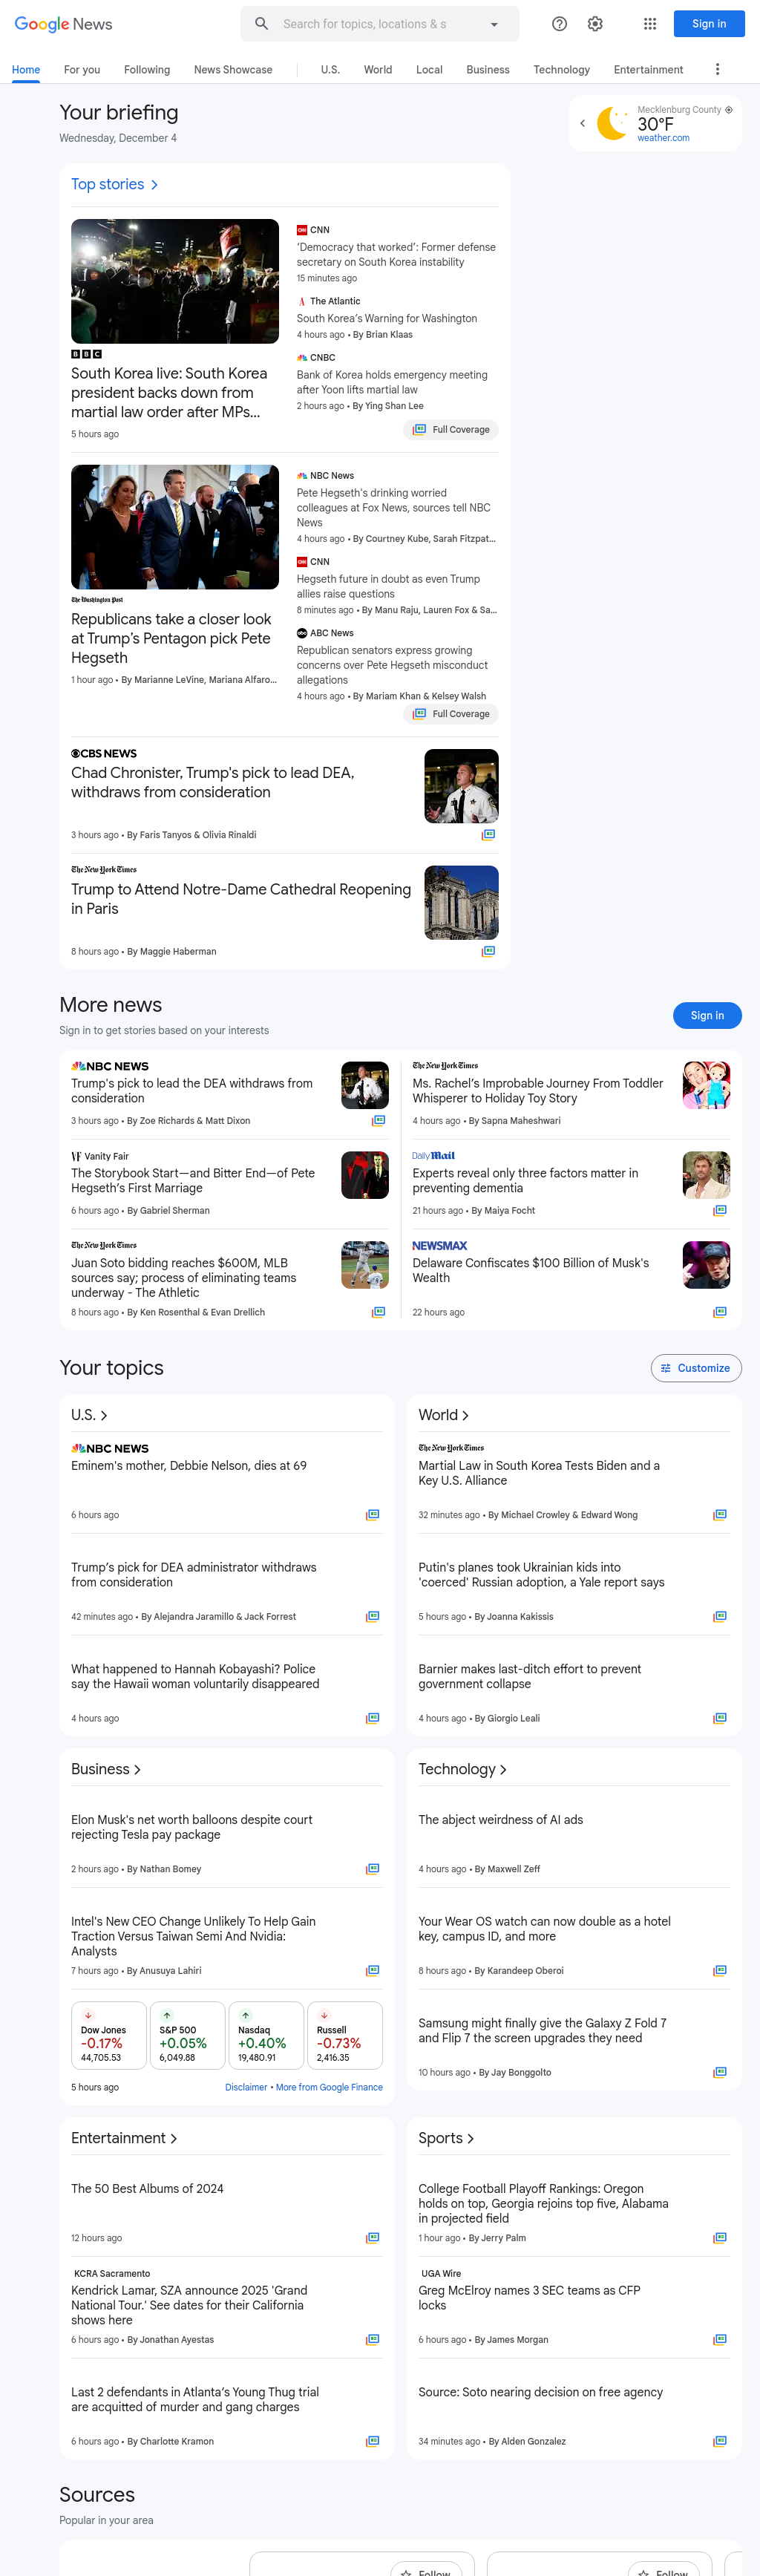 Google News
Search for topics, locations & s
Sign in
Home
For you
Following
News Showcase
U.S.
World
Local
Business
Technology
Entertainment
Your briefing
Wednesday, December 4
Mecklenburg County
30°F
weather.com
Top stories
BBC
South Korea live: South Korea
president backs down from
martial law order after MPs...
5 hours ago
CNN
‘Democracy that worked’: Former defense
secretary on South Korean instability
15 minutes ago
The Atlantic
South Korea’s Warning for Washington
4 hours ago • By Brian Klaas
CNBC
Bank of Korea holds emergency meeting
after Yoon lifts martial law
2 hours ago • By Ying Shan Lee
Full Coverage
The Washington Post
Republicans take a closer look
at Trump’s Pentagon pick Pete
Hegseth
1 hour ago • By Marianne LeVine, Mariana Alfaro...
NBC News
Pete Hegseth's drinking worried
colleagues at Fox News, sources tell NBC
News
4 hours ago • By Courtney Kube, Sarah Fitzpat...
CNN
Hegseth future in doubt as even Trump
allies raise questions
8 minutes ago • By Manu Raju, Lauren Fox & Sa...
abc
ABC News
Republican senators express growing
concerns over Pete Hegseth misconduct
allegations
4 hours ago • By Mariam Khan & Kelsey Walsh
Full Coverage
CBS NEWS
Chad Chronister, Trump's pick to lead DEA,
withdraws from consideration
3 hours ago • By Faris Tanyos & Olivia Rinaldi
The New York Times
Trump to Attend Notre-Dame Cathedral Reopening
in Paris
8 hours ago • By Maggie Haberman
More news
Sign in to get stories based on your interests
Sign in
NBC NEWS
Trump's pick to lead the DEA withdraws from
consideration
3 hours ago • By Zoe Richards & Matt Dixon
The New York Times
Ms. Rachel’s Improbable Journey From Toddler
Whisperer to Holiday Toy Story
4 hours ago • By Sapna Maheshwari
VF Vanity Fair
The Storybook Start—and Bitter End—of Pete
Hegseth’s First Marriage
6 hours ago • By Gabriel Sherman
Daily Mail
Experts reveal only three factors matter in
preventing dementia
21 hours ago • By Maiya Focht
The New York Times
Juan Soto bidding reaches $600M, MLB
sources say; process of eliminating teams
underway - The Athletic
8 hours ago • By Ken Rosenthal & Evan Drellich
NEWSMAX
Delaware Confiscates $100 Billion of Musk's
Wealth
22 hours ago
Your topics
Customize
U.S.
NBC NEWS
Eminem's mother, Debbie Nelson, dies at 69
6 hours ago
Trump’s pick for DEA administrator withdraws
from consideration
42 minutes ago • By Alejandra Jaramillo & Jack Forrest
What happened to Hannah Kobayashi? Police
say the Hawaii woman voluntarily disappeared
4 hours ago
World
The New York Times
Martial Law in South Korea Tests Biden and a
Key U.S. Alliance
32 minutes ago • By Michael Crowley & Edward Wong
Putin's planes took Ukrainian kids into
'coerced' Russian adoption, a Yale report says
5 hours ago • By Joanna Kakissis
Barnier makes last-ditch effort to prevent
government collapse
4 hours ago • By Giorgio Leali
Business
Elon Musk's net worth balloons despite court
rejecting Tesla pay package
2 hours ago • By Nathan Bomey
Intel's New CEO Change Unlikely To Help Gain
Traction Versus Taiwan Semi And Nvidia:
Analysts
7 hours ago • By Anusuya Lahiri
Dow Jones
-0.17%
44,705.53
S&P 500
+0.05%
6,049.88
Nasdaq
+0.40%
19,480.91
Russell
-0.73%
2,416.35
5 hours ago
Disclaimer • More from Google Finance
Technology
The abject weirdness of AI ads
4 hours ago • By Maxwell Zeff
Your Wear OS watch can now double as a hotel
key, campus ID, and more
8 hours ago • By Karandeep Oberoi
Samsung might finally give the Galaxy Z Fold 7
and Flip 7 the screen upgrades they need
10 hours ago • By Jay Bonggolto
Entertainment
The 50 Best Albums of 2024
12 hours ago
KCRA Sacramento
Kendrick Lamar, SZA announce 2025 'Grand
National Tour.' See dates for their California
shows here
6 hours ago • By Jonathan Ayestas
Last 2 defendants in Atlanta’s Young Thug trial
are acquitted of murder and gang charges
6 hours ago • By Charlotte Kramon
Sports
College Football Playoff Rankings: Oregon
holds on top, Georgia rejoins top five, Alabama
in projected field
1 hour ago • By Jerry Palm
UGA Wire
Greg McElroy names 3 SEC teams as CFP
locks
6 hours ago • By James Morgan
Source: Soto nearing decision on free agency
34 minutes ago • By Alden Gonzalez
Sources
Popular in your area
Follow
Follow